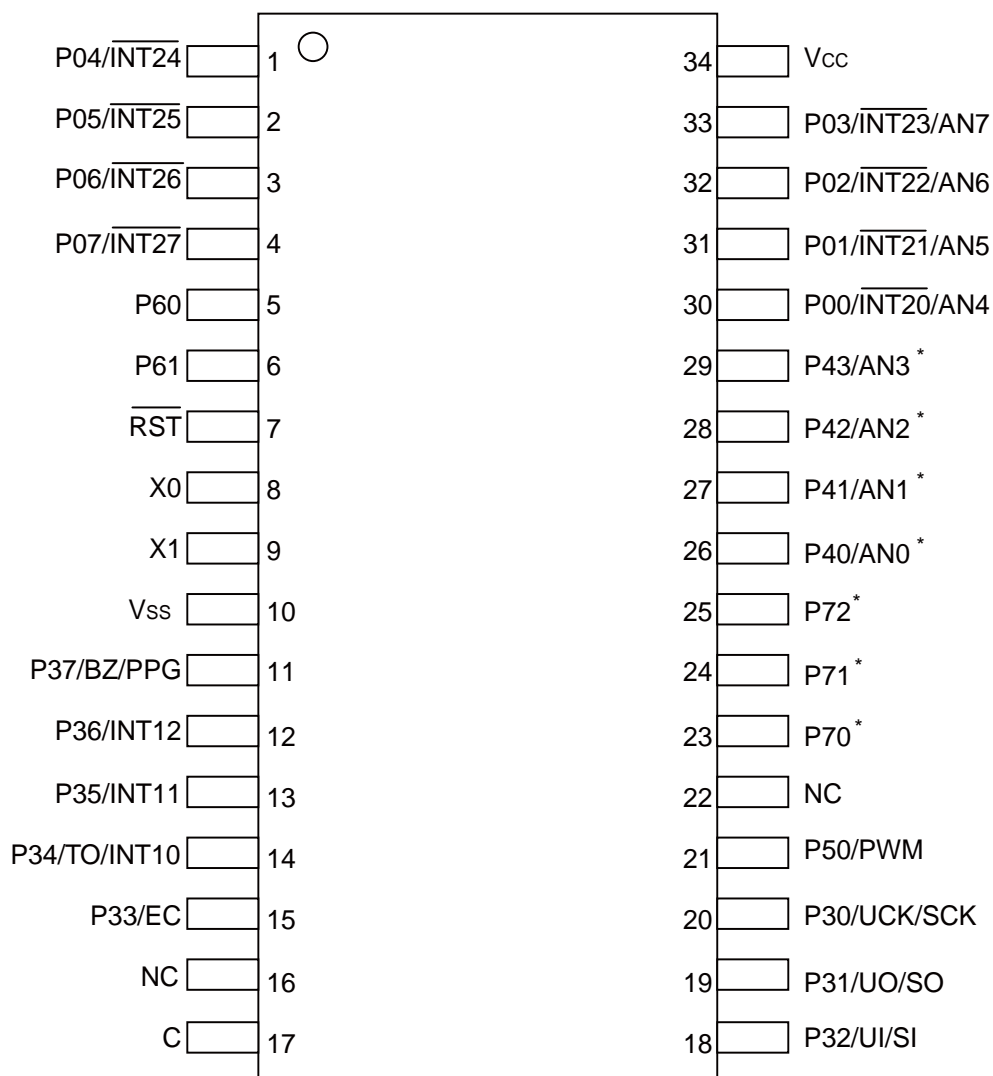 P04/INT24 1 34 Vcc
P05/INT25 2 33 P03/INT23/AN7
P06/INT26 3 32 P02/INT22/AN6
P07/INT27 4 31 P01/INT21/AN5
P60 5 30 P00/INT20/AN4
P61 6 29 P43/AN3 *
RST 7 28 P42/AN2 *
X0 8 27 P41/AN1 *
X1 9 26 P40/AN0 *
Vss 10 25 P72 *
P37/BZ/PPG 11 24 P71 *
P36/INT12 12 23 P70 *
P35/INT11 13 22 NC
P34/TO/INT10 14 21 P50/PWM
P33/EC 15 20 P30/UCK/SCK
NC 16 19 P31/UO/SO
C 17 18 P32/UI/SI